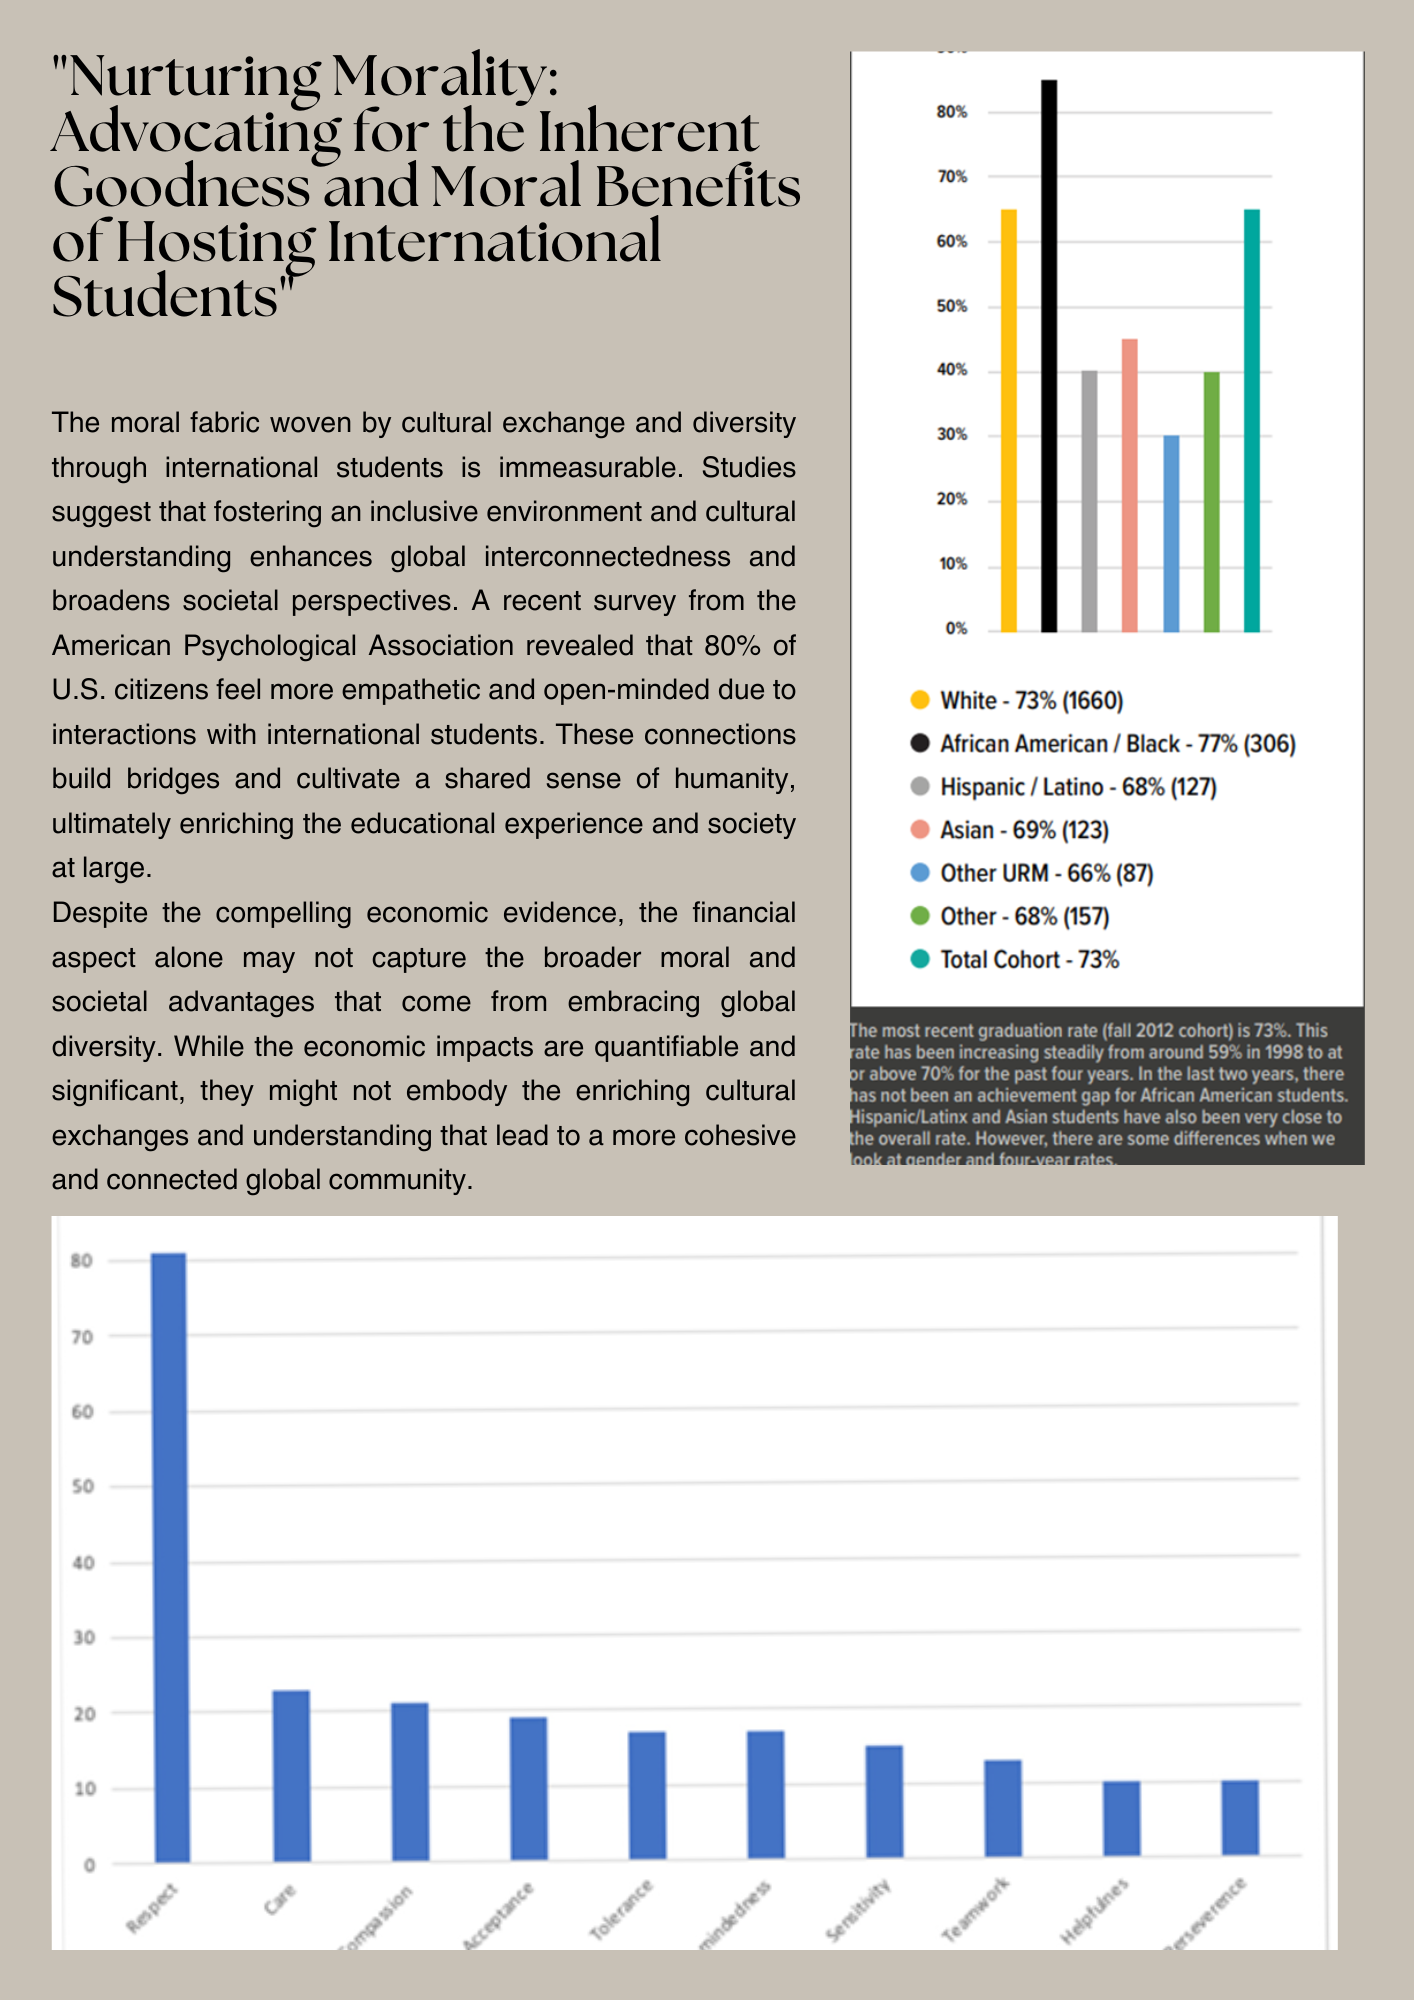 "Nurturing Morality:
Advocating for the Inherent
Goodness and Moral Benefits
of Hosting International
Students"
The moral fabric woven by cultural exchange and diversity
through international students is immeasurable. Studies
suggest that fostering an inclusive environment and cultural
understanding enhances global interconnectedness and
broadens societal perspectives. A recent survey from the
American Psychological Association revealed that 80% of
U.S. citizens feel more empathetic and open-minded due to
interactions with international students. These connections
build bridges and cultivate a shared sense of humanity,
ultimately enriching the educational experience and society
at large.
Despite the compelling economic evidence, the financial
aspect alone may not capture the broader moral and
societal advantages that come from embracing global
diversity. While the economic impacts are quantifiable and
significant, they might not embody the enriching cultural
exchanges and understanding that lead to a more cohesive
and connected global community.
80%
70%
60%
50%
40%
30%
20%
10%
0%
White - 73% (1660)
African American / Black - 77% (306)
Hispanic / Latino - 68% (127)
Asian - 69% (123)
Other URM - 66% (87)
Other - 68% (157)
Total Cohort - 73%
The most recent graduation rate (fall 2012 cohort) is 73%. This
rate has been increasing steadily from around 59% in 1998 to at
or above 70% for the past four years. In the last two years, there
has not been an achievement gap for African American students.
Hispanic/Latinx and Asian students have also been very close to
the overall rate. However, there are some differences when we
look at gender and four-year rates.
80
70
60
50
40
30
20
10
0
Respect
Care
ompassion
Acceptance
Tolerance
mindedness
Sensitivity
Teamwork
Helpfulnes
erseverence